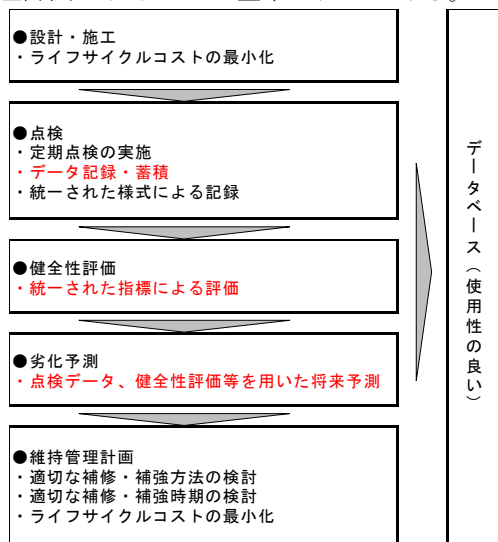 ●設計・施工
・ライフサイクルコストの最小化
●点検
・定期点検の実施
・データ記録・蓄積
・統一された様式による記録
●健全性評価
・統一された指標による評価
●劣化予測
・点検データ、健全性評価等を用いた将来予測
●維持管理計画
・適切な補修・補強方法の検討
・適切な補修・補強時期の検討
・ライフサイクルコストの最小化
データベース（使用性の良い）